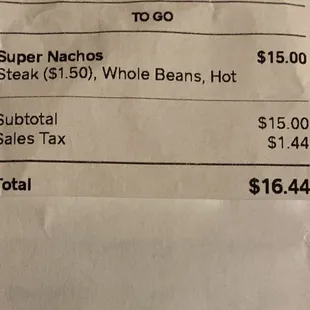 TO GO
Super Nachos $15.00
Steak ($1.50), Whole Beans, Hot
Subtotal $15.00
Sales Tax $1.44
Total $16.44